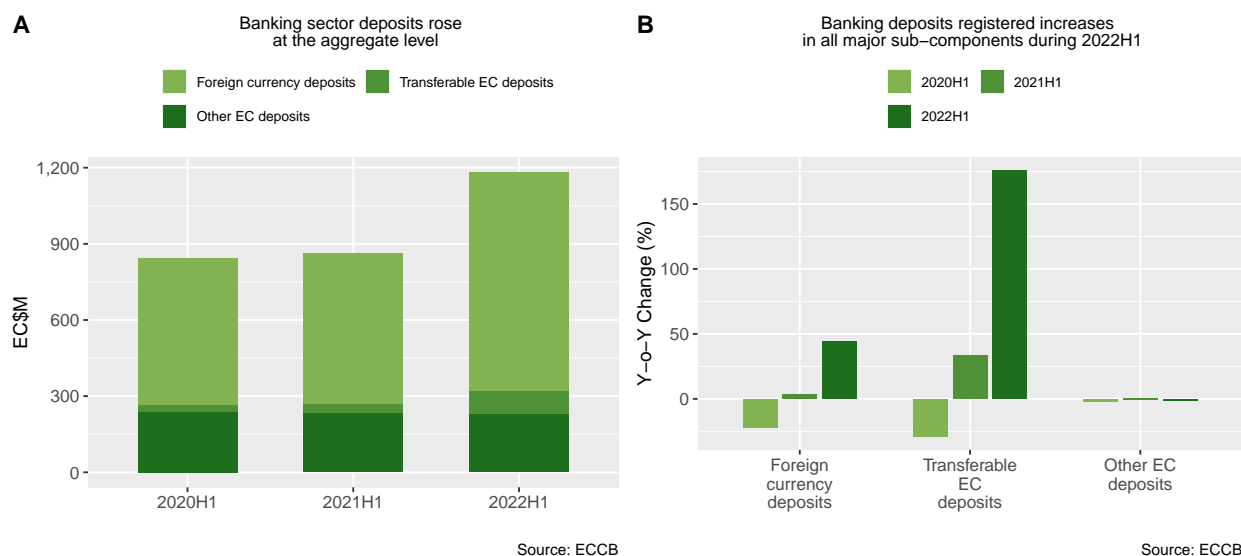 A
Banking sector deposits rose
at the aggregate level
Foreign currency deposits
Transferable EC deposits
Other EC deposits
1,200
900
600
300
0
EC$M
2020H1
2021H1
2022H1
Source: ECCB
B
Banking deposits registered increases
in all major sub−components during 2022H1
2020H1
2021H1
2022H1
150
100
50
0
Y−o−Y Change (%)
Foreign
currency
deposits
Transferable
EC
deposits
Other EC
deposits
Source: ECCB